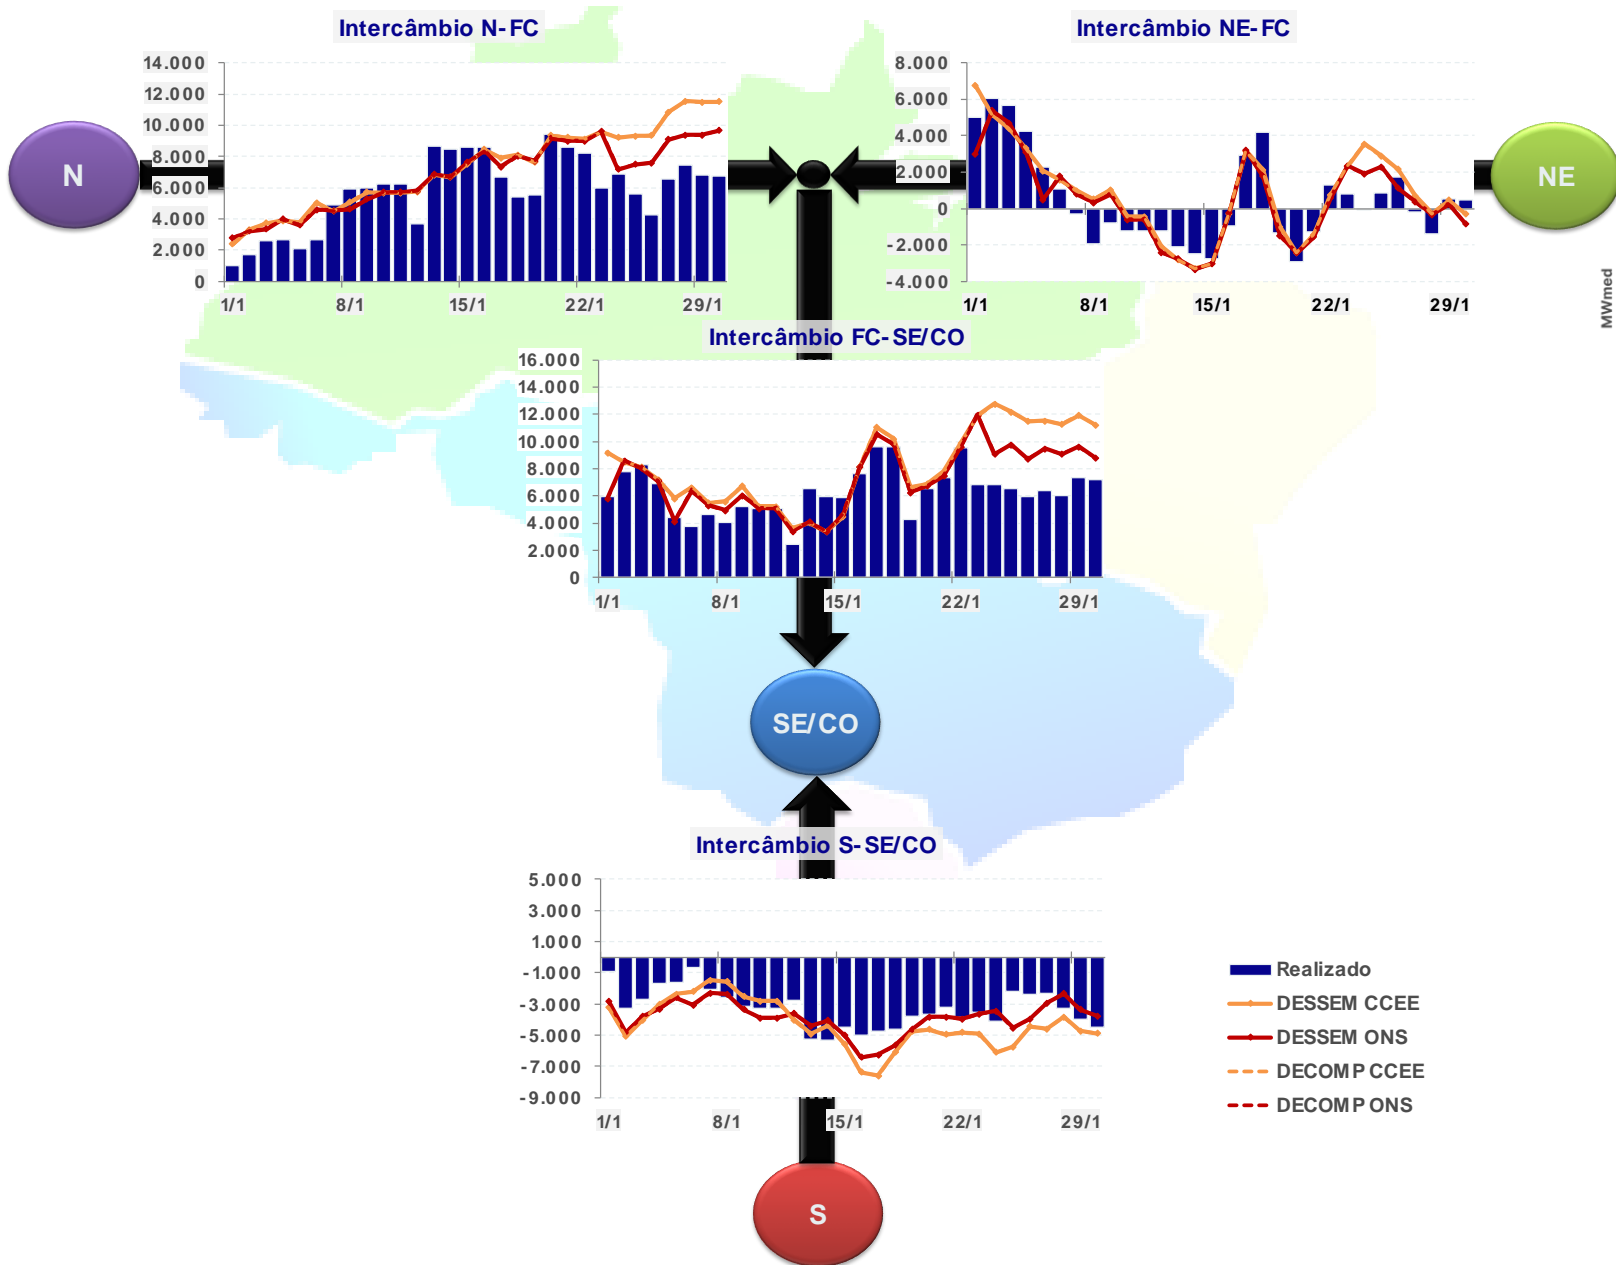 Intercâmbio N-FC
14.000
12.000
10.000
8.000
6.000
4.000
2.000
0
1/1 8/1 15/1 22/1 29/1
N
Intercâmbio NE-FC
8.000
6.000
4.000
2.000
0
-2.000
-4.000
1/1 8/1 15/1 22/1 29/1
NE
MWmed
Intercâmbio FC-SE/CO
16.000
14.000
12.000
10.000
8.000
6.000
4.000
2.000
0
1/1 8/1 15/1 22/1 29/1
SE/CO
Intercâmbio S-SE/CO
5.000
3.000
1.000
-1.000
-3.000
-5.000
-7.000
-9.000
1/1 8/1 15/1 22/1 29/1
Realizado
DESSEM CCEE
DESSEM ONS
DECOMP CCEE
DECOMP ONS
S